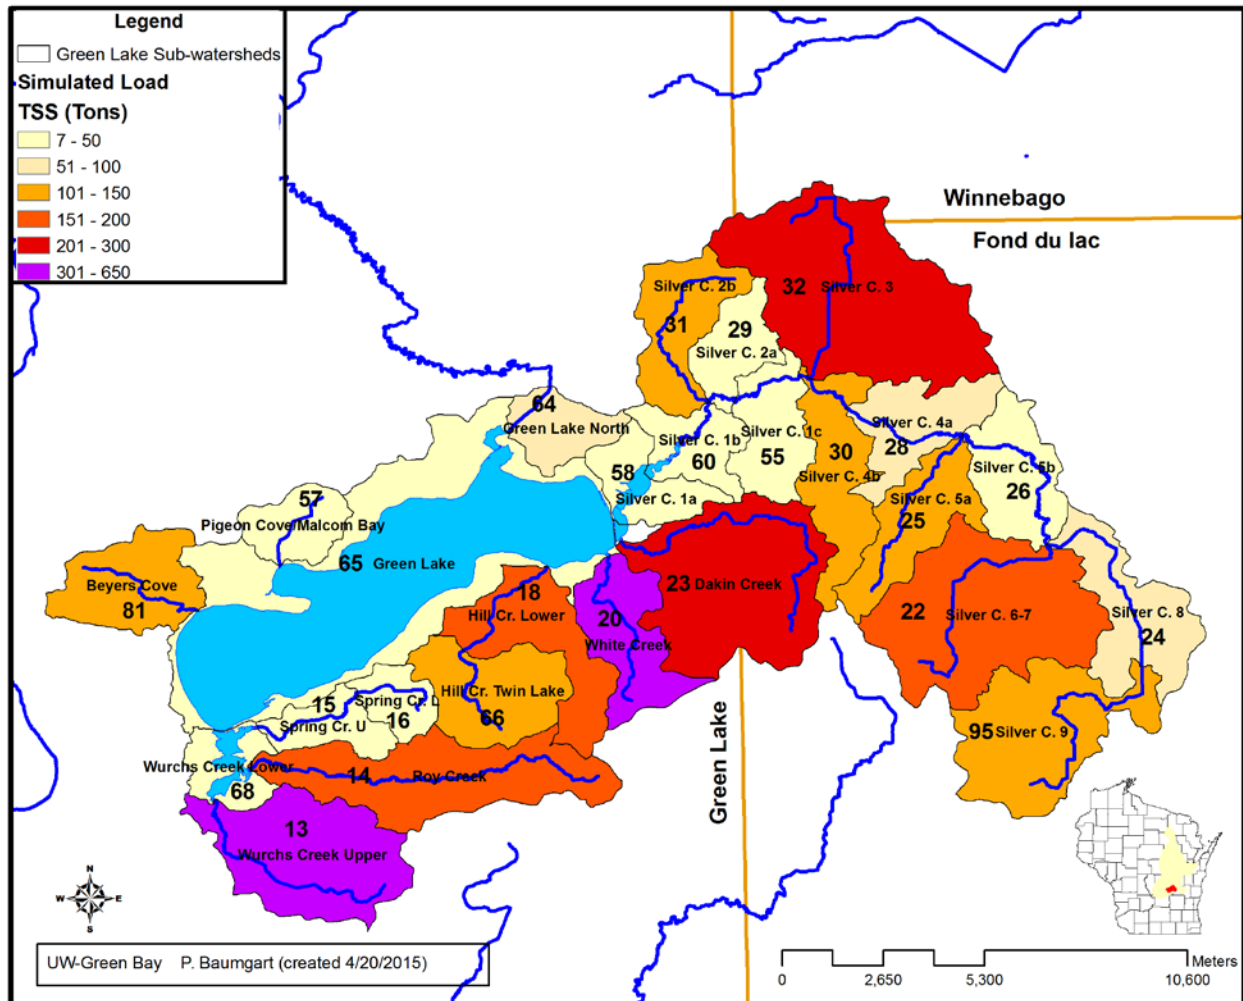 Legend
Green Lake Sub-watersheds
Simulated Load
TSS (Tons)
7 - 50
51 - 100
101 - 150
151 - 200
201 - 300
301 - 650
Winnebago
Fond du lac
Silver C. 2b
32 Silver C. 3
31
29
Silver C. 2a
64
Green Lake North
Silver C. 4a
28
Silver C. 1b
60
Silver C. 1c
55
30
Silver C. 4b
58
Silver C. 1a
Silver C. 5b
26
Silver C. 5a
25
57
Pigeon Cove/Malcom Bay
65 Green Lake
Beyers Cove
81
18
Hill Cr. Lower
20
White Creek
23 Dakin Creek
22 Silver C. 6-7
Silver C. 8
24
Hill Cr. Twin Lake
66
15
Spring Cr. U
Spring Cr. L
16
95 Silver C. 9
Wurchs Creek Lower
68
14 Roy Creek
13
Wurchs Creek Upper
Green Lake
N
W E
S
UW-Green Bay P. Baumgart (created 4/20/2015)
Meters
0 2,650 5,300 10,600